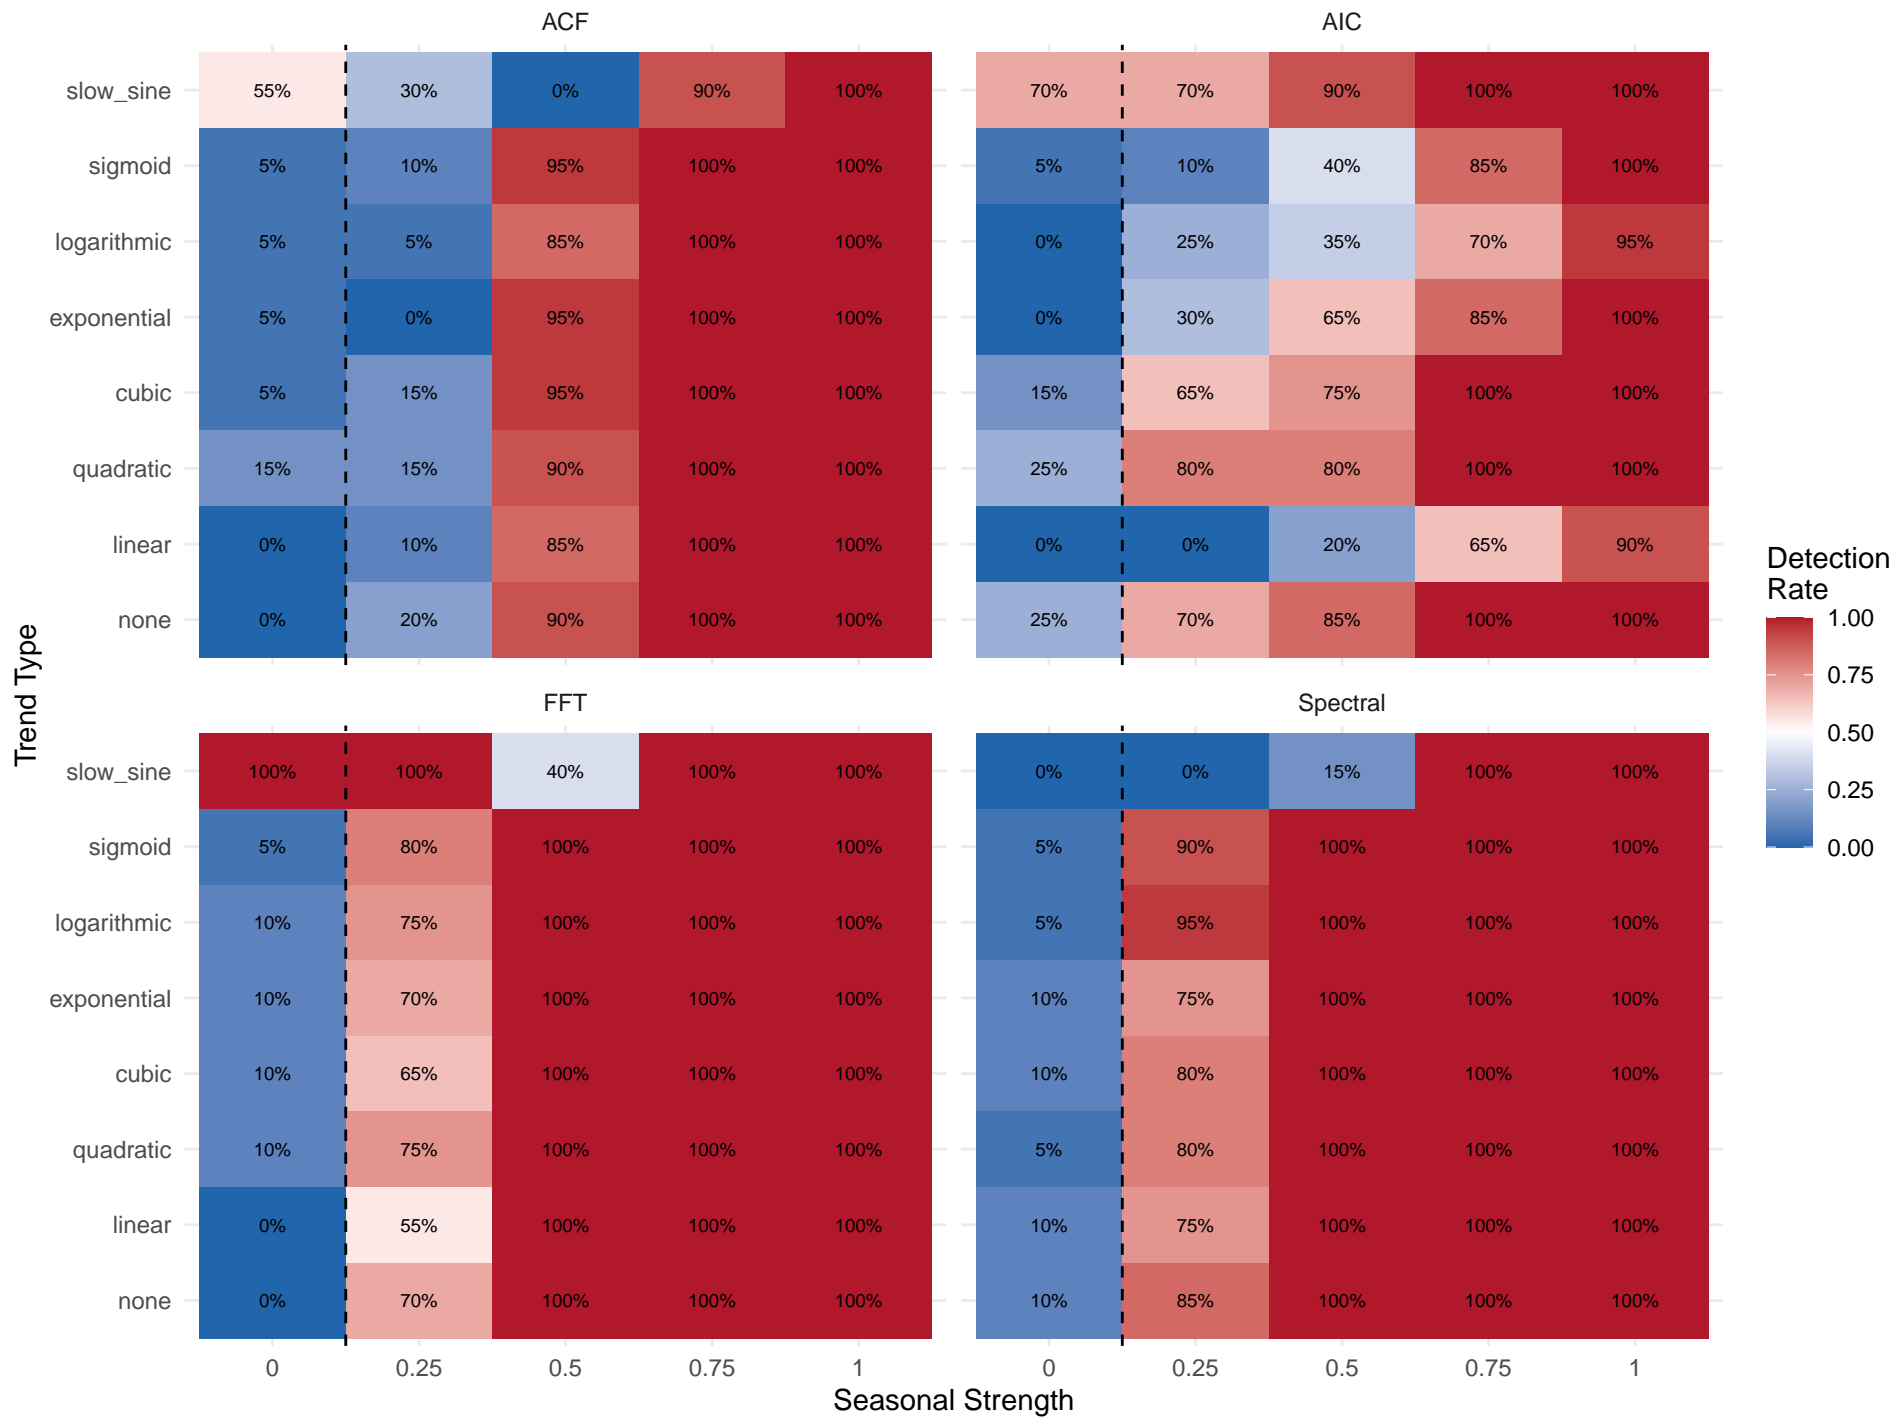 ACF
AIC
slow_sine 55% 30% 0% 90% 100% 70% 70% 90% 100% 100%
sigmoid 5% 10% 95% 100% 100% 5% 10% 40% 85% 100%
logarithmic 5% 5% 85% 100% 100% 0% 25% 35% 70% 95%
exponential 5% 0% 95% 100% 100% 0% 30% 65% 85% 100%
cubic 5% 15% 95% 100% 100% 15% 65% 75% 100% 100%
quadratic 15% 15% 90% 100% 100% 25% 80% 80% 100% 100%
linear 0% 10% 85% 100% 100% 0% 0% 20% 65% 90%
none 0% 20% 90% 100% 100% 25% 70% 85% 100% 100%
FFT
Spectral
slow_sine 100% 100% 40% 100% 100% 0% 0% 15% 100% 100%
sigmoid 5% 80% 100% 100% 100% 5% 90% 100% 100% 100%
logarithmic 10% 75% 100% 100% 100% 5% 95% 100% 100% 100%
exponential 10% 70% 100% 100% 100% 10% 75% 100% 100% 100%
cubic 10% 65% 100% 100% 100% 10% 80% 100% 100% 100%
quadratic 10% 75% 100% 100% 100% 5% 80% 100% 100% 100%
linear 0% 55% 100% 100% 100% 10% 75% 100% 100% 100%
none 0% 70% 100% 100% 100% 10% 85% 100% 100% 100%
0 0.25 0.5 0.75 1 0 0.25 0.5 0.75 1
Seasonal Strength
Trend Type
Detection
Rate
1.00
0.75
0.50
0.25
0.00